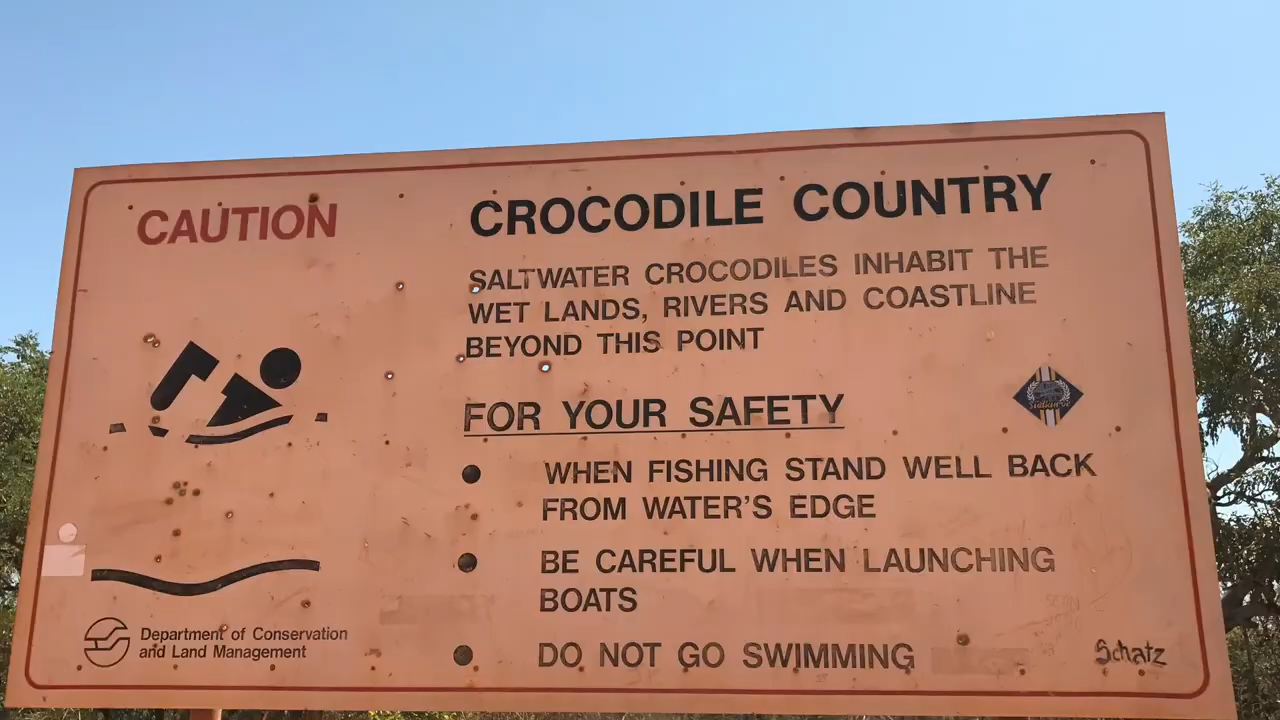 CAUTION
CROCODILE COUNTRY
SALTWATER CROCODILES INHABIT THE
WET LANDS, RIVERS AND COASTLINE
BEYOND THIS POINT
FOR YOUR SAFETY
WHEN FISHING STAND WELL BACK
FROM WATER'S EDGE
BE CAREFUL WHEN LAUNCHING
BOATS
DO NOT GO SWIMMING
Department of Conservation
and Land Management
Schatz